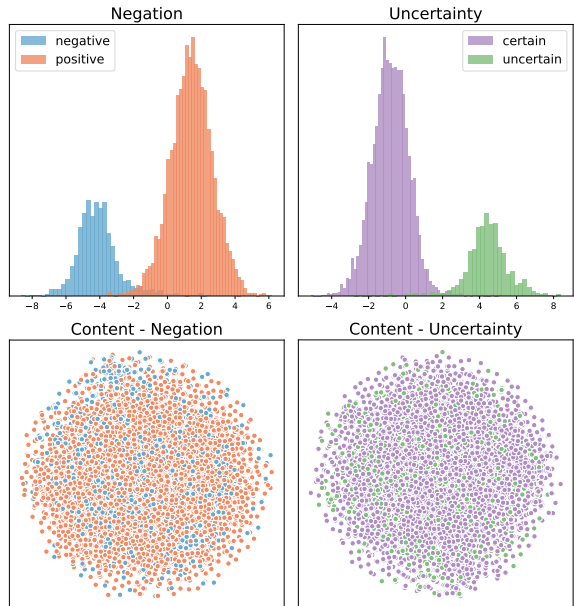 Negation
negative
positive
−8 −6 −4 −2 0 2 4 6
Uncertainty
certain
uncertain
−4 −2 0 2 4 6 8
Content - Negation
Content - Uncertainty